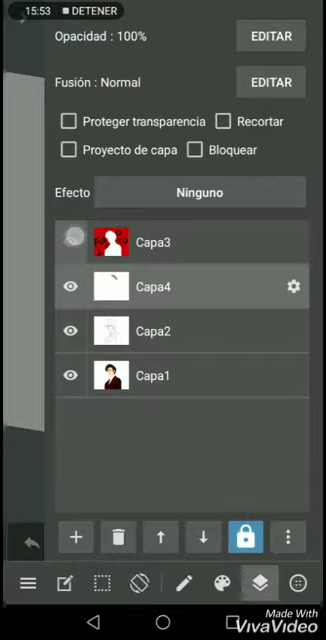 15:53 DETENER
Opacidad : 100% EDITAR
Fusión : Normal EDITAR
Proteger transparencia Recortar
Proyecto de capa Bloquear
Efecto Ninguno
Capa3
Capa4
Capa2
Capa1
Made With
VivaVideo